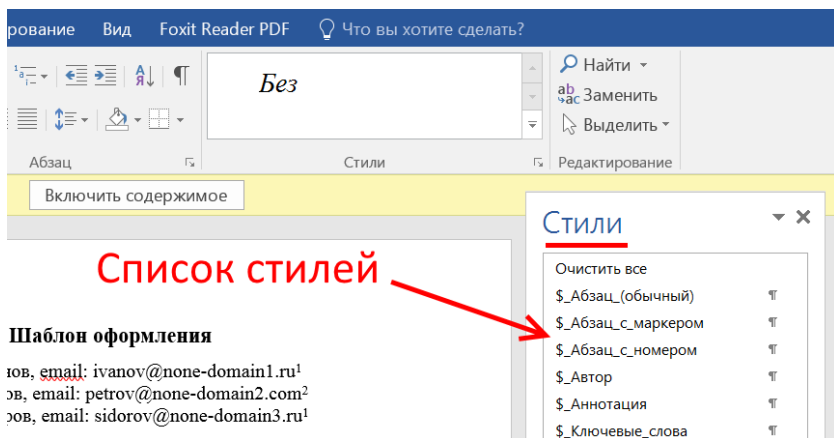 рование Вид Foxit Reader PDF Что вы хотите сделать?
Без
Найти
Заменить
Выделить
Абзац Стили Редактирование
Включить содержимое
Стили
Список стилей
Очистить все
$_Абзац_(обычный) ¶
$_Абзац_с_маркером ¶
$_Абзац_с_номером ¶
$_Автор ¶
$_Аннотация ¶
$_Ключевые_слова ¶
Шаблон оформления
нов, email: ivanov@none-domain1.ru¹
ов, email: petrov@none-domain2.com²
ров, email: sidorov@none-domain3.ru¹